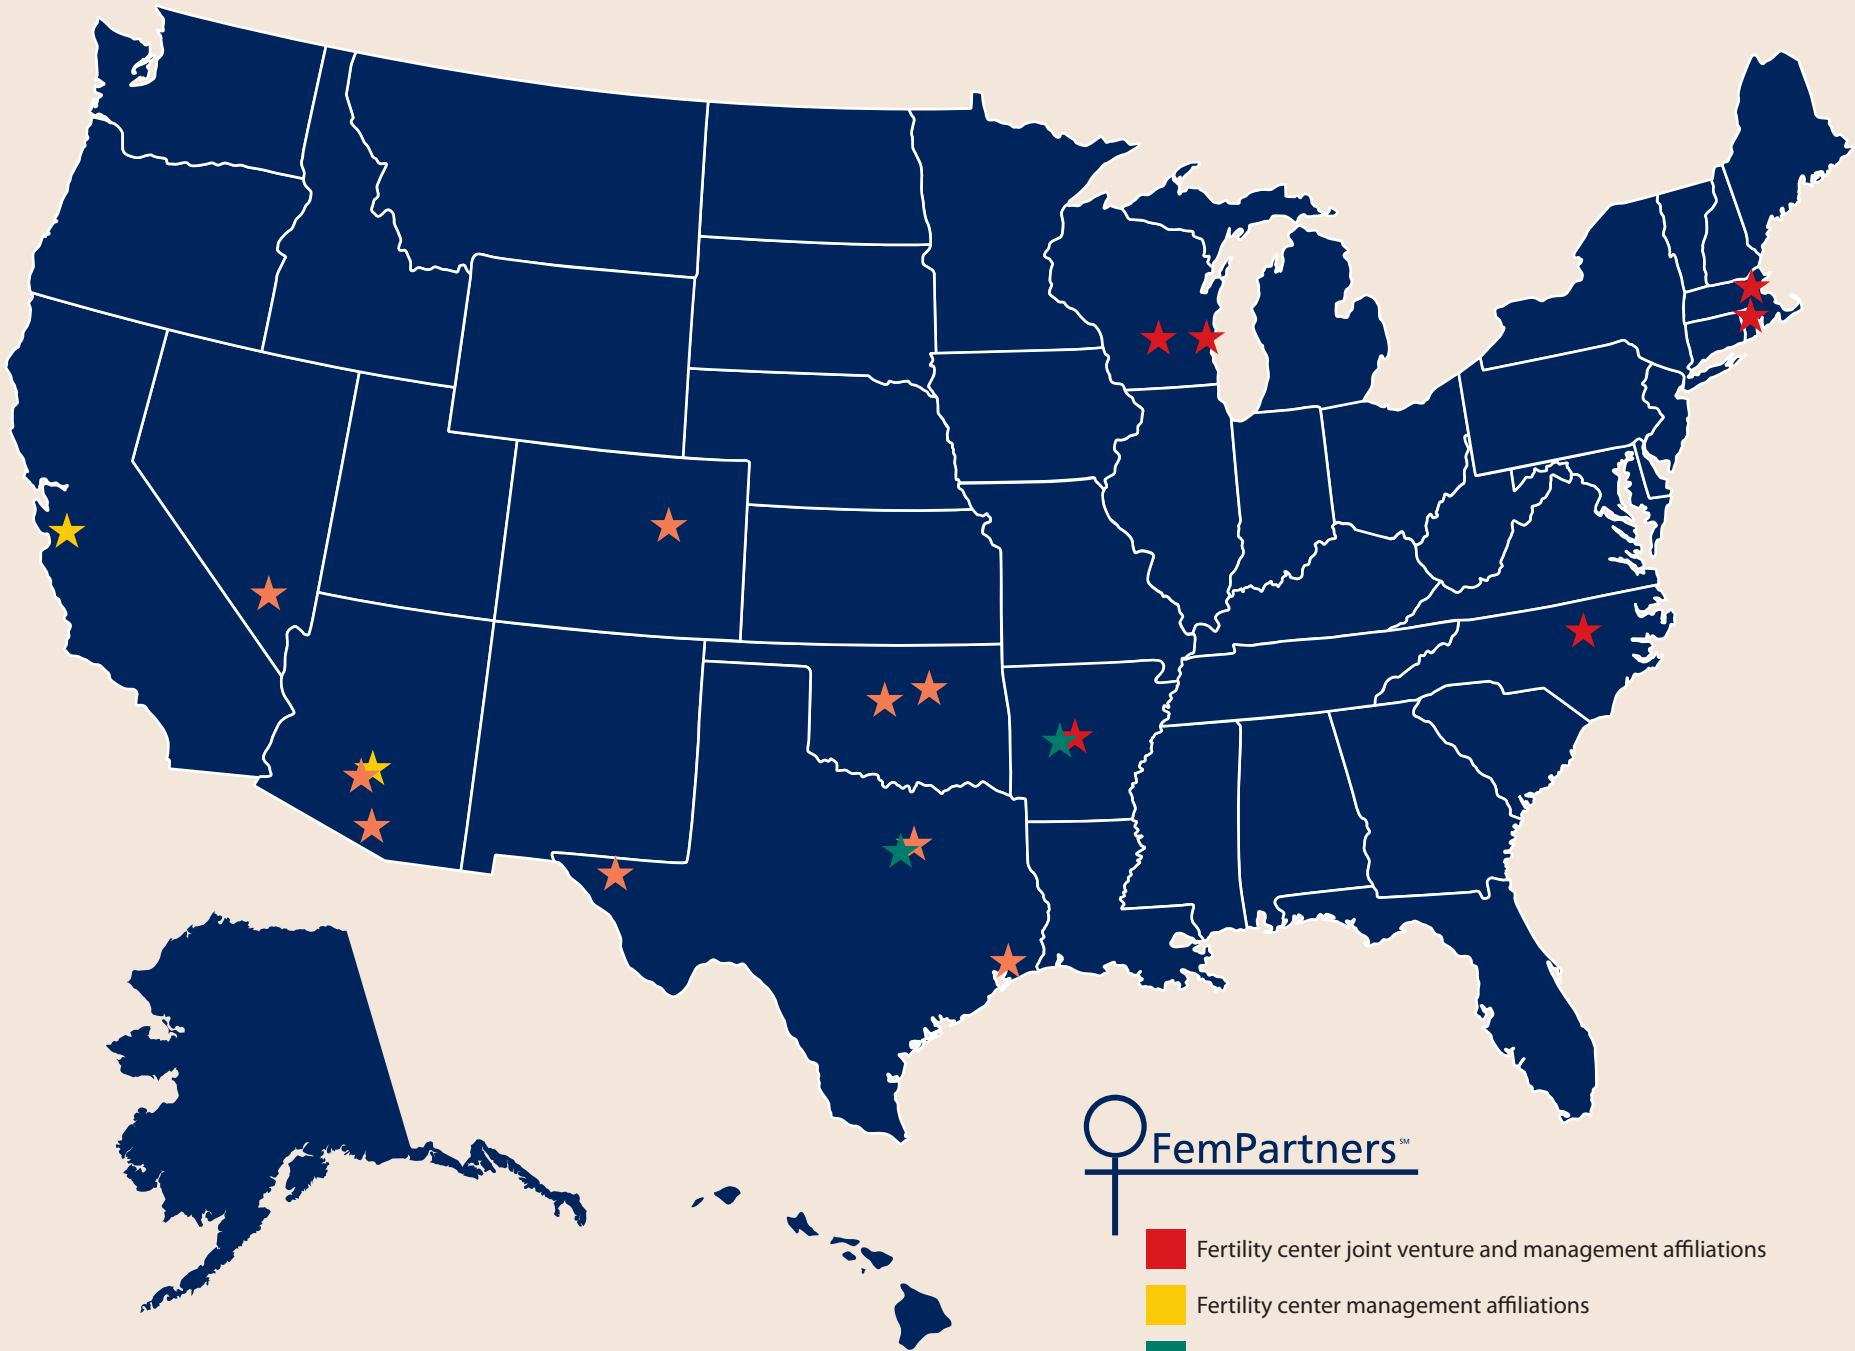 FemPartners℠
Fertility center joint venture and management affiliations
Fertility center management affiliations